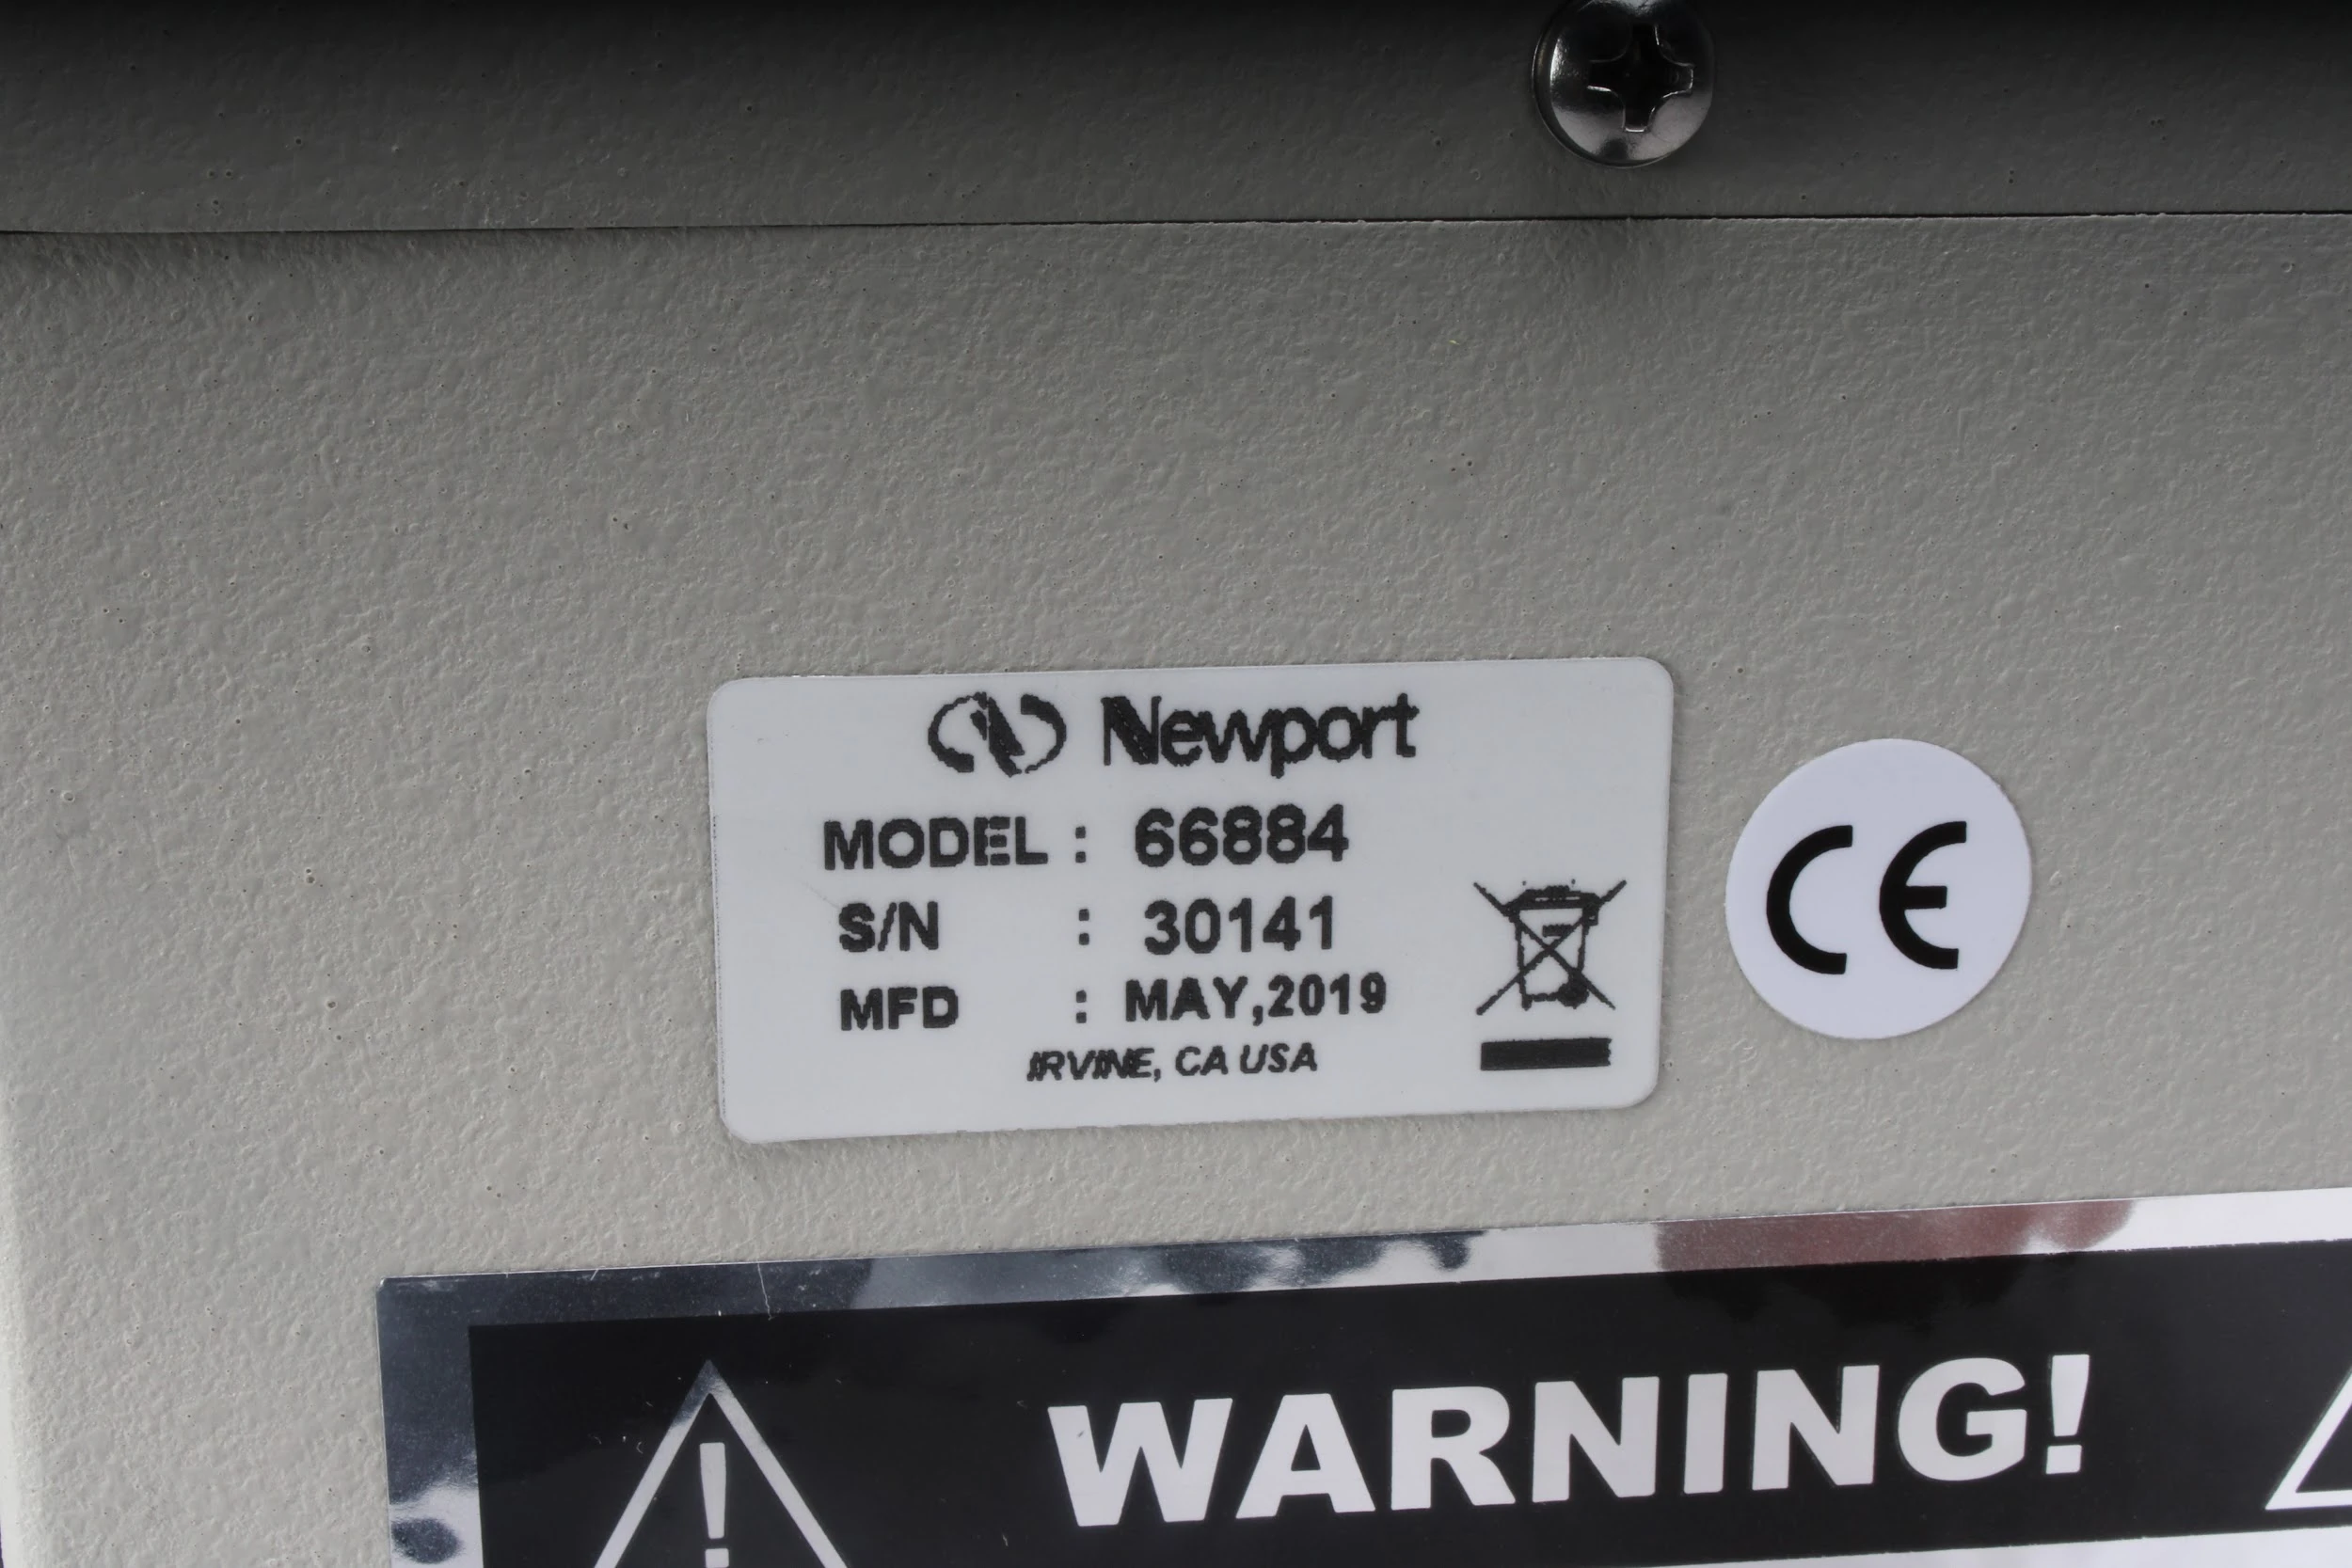 Newport
MODEL : 66884
S/N : 30141
MFD : MAY,2019
IRVINE, CA USA
CE
WARNING!